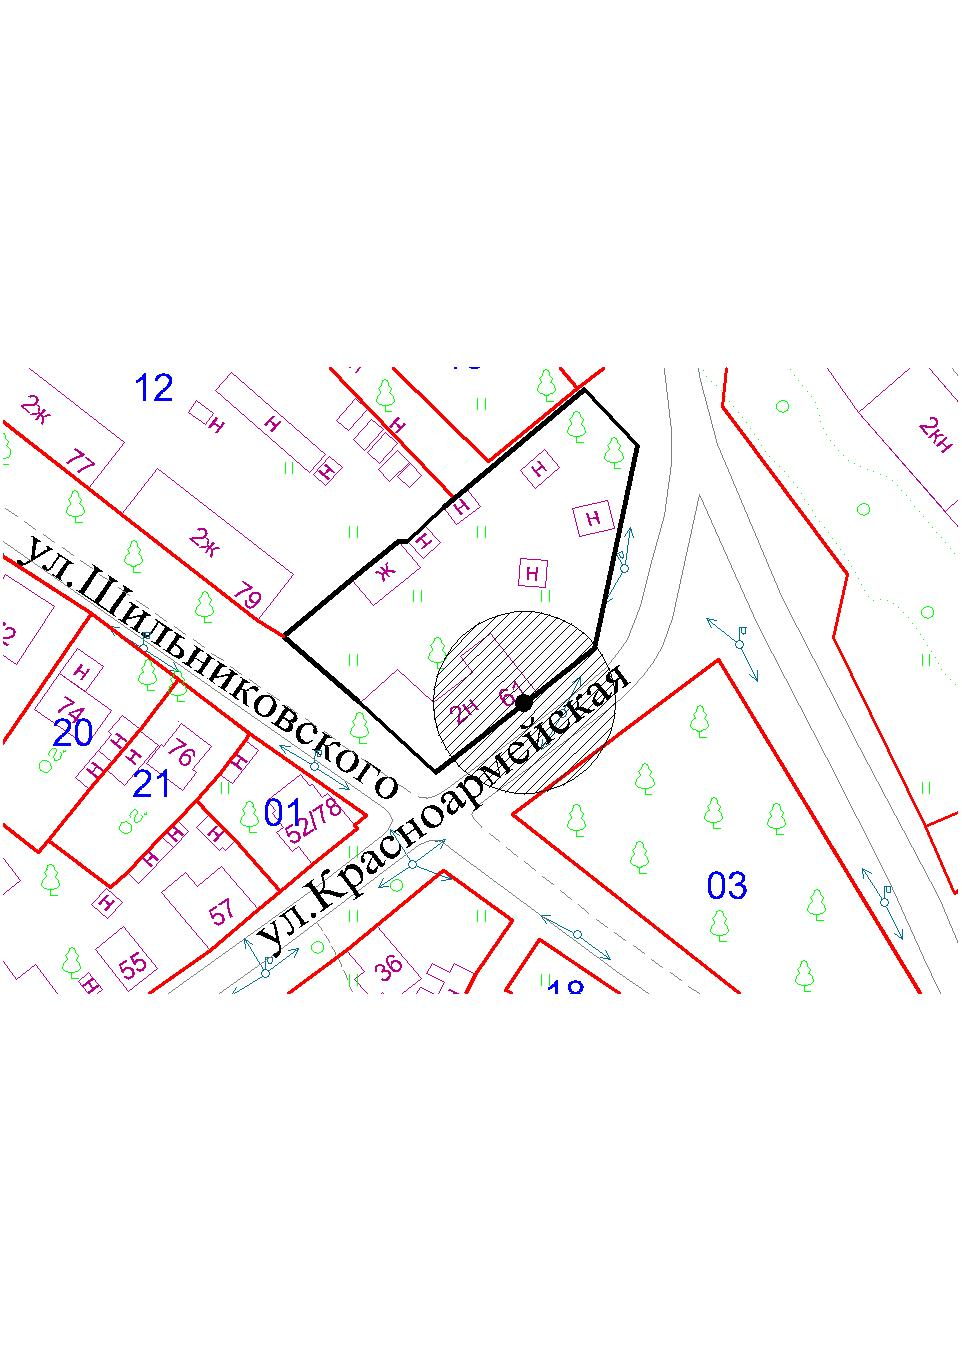 12
2ж
77
н
н
н
н
2ж
79
н
н
н
н
н
ж
2кн
ул.Шильниковского
2н 61
ул.Красноармейская
н
74
20
н
н
н
76
21
н
01
52/78
н
н
н
57
н
55
н
36
03
18